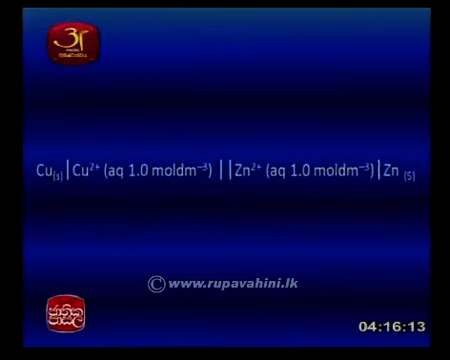 Cu(s)|Cu²⁺ (aq 1.0 moldm⁻³) ||Zn²⁺ (aq 1.0 moldm⁻³)|Zn (S)
© www.rupavahini.lk
04:16:13